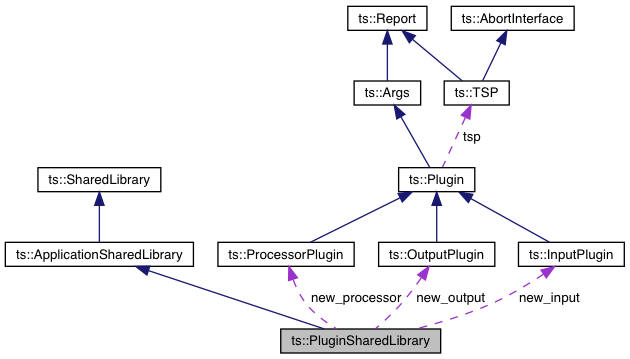 ts::Report
ts::AbortInterface
ts::Args
ts::TSP
tsp
ts::SharedLibrary
ts::Plugin
ts::ApplicationSharedLibrary
ts::ProcessorPlugin
ts::OutputPlugin
ts::InputPlugin
new_processor
new_output
new_input
ts::PluginSharedLibrary